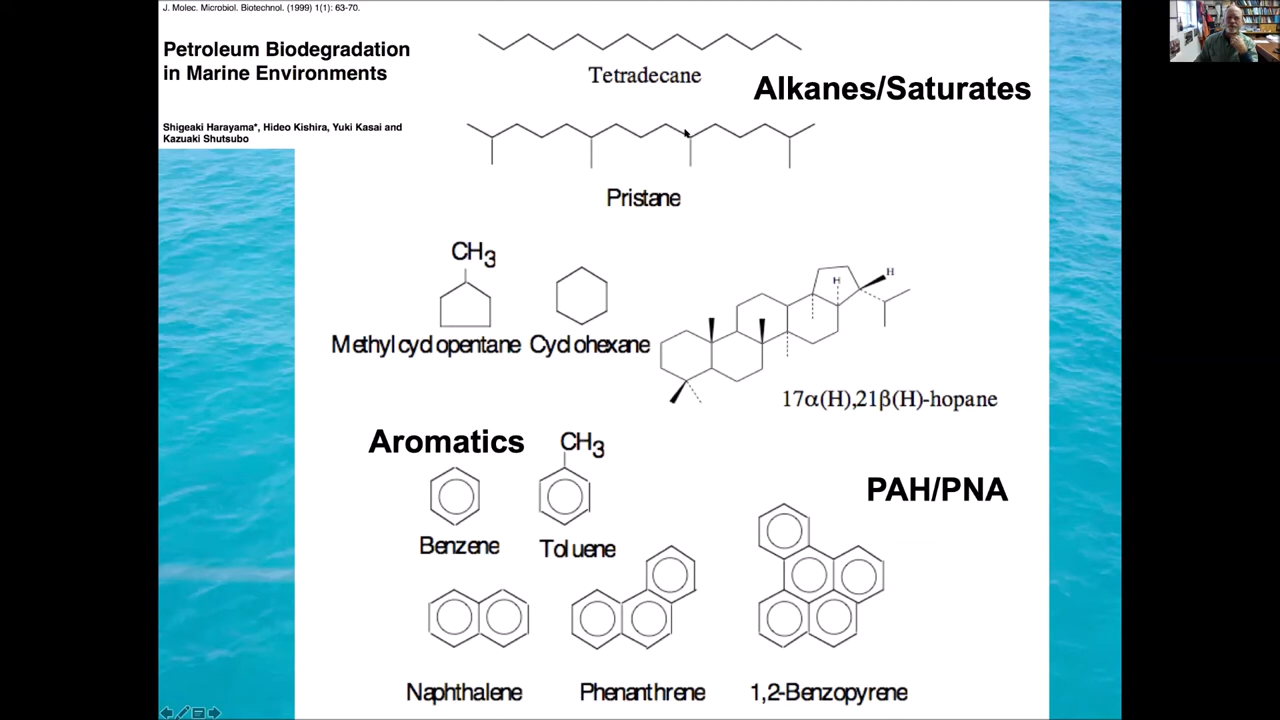 J. Molec. Microbiol. Biotechnol. (1999) 1(1): 63-70.
Petroleum Biodegradation
in Marine Environments
Shigeaki Harayama*, Hideo Kishira, Yuki Kasai and
Kazuaki Shutsubo
Tetradecane
Alkanes/Saturates
Pristane
CH3
Methylcyclopentane
Cyclohexane
H
H
17α(H),21β(H)-hopane
Aromatics
CH3
PAH/PNA
Benzene
Toluene
Naphthalene
Phenanthrene
1,2-Benzopyrene